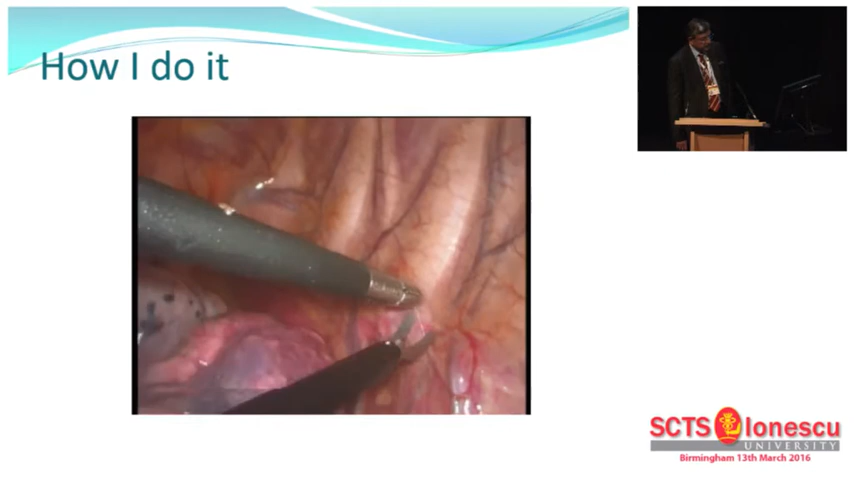 How I do it
SCTS Ionescu
UNIVERSITY
Birmingham 13th March 2016